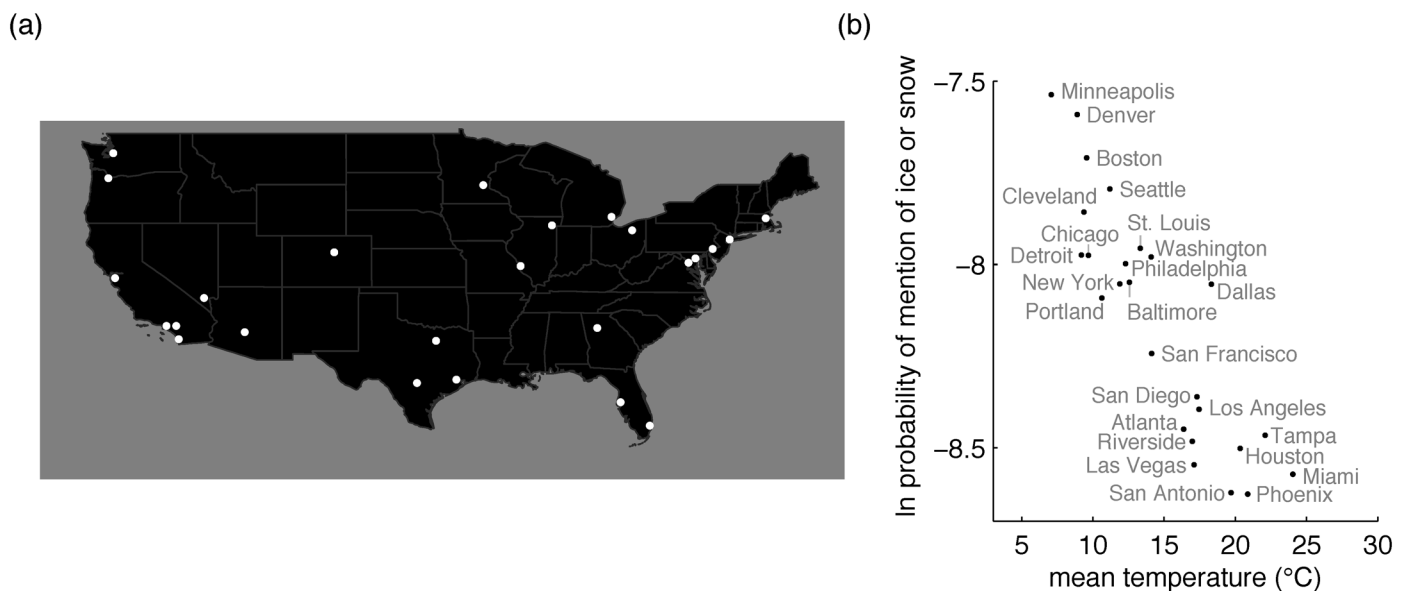 (a)
(b)
ln probability of mention of ice or snow
−7.5
−8
−8.5
Minneapolis
Denver
Boston
Seattle
Cleveland
St. Louis
Chicago
Washington
Detroit
Philadelphia
New York
Dallas
Portland
Baltimore
San Francisco
San Diego
Los Angeles
Atlanta
Tampa
Riverside
Houston
Las Vegas
Miami
San Antonio
Phoenix
5 10 15 20 25 30
mean temperature (°C)